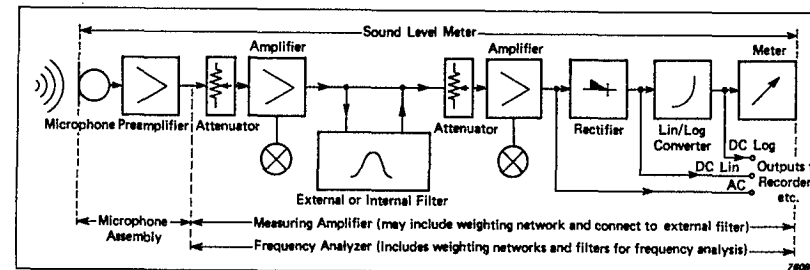 Sound Level Meter
Amplifier
Amplifier
Meter
Microphone Preamplifier
Attenuator
Attenuator
Rectifier
Lin/Log
Converter
External or Internal Filter
DC Log
DC Lin
AC
Outputs
Recorder
etc.
Microphone
Assembly
Measuring Amplifier (may include weighting network and connect to external filter)
Frequency Analyzer (Includes weighting networks and filters for frequency analysis)